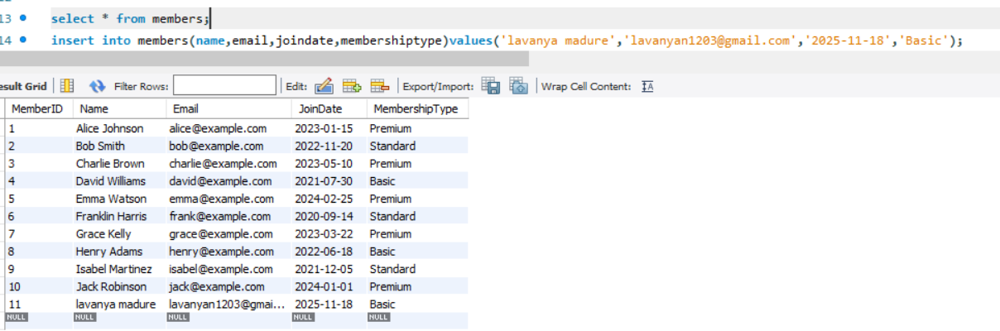 13 select * from members;
14 insert into members(name,email,joindate,membershiptype)values('lavanya madure','lavanyan1203@gmail.com','2025-11-18','Basic');
esult Grid Filter Rows: Edit: Export/Import: Wrap Cell Content: IA
MemberID Name Email JoinDate MembershipType
1 Alice Johnson alice@example.com 2023-01-15 Premium
2 Bob Smith bob@example.com 2022-11-20 Standard
3 Charlie Brown charlie@example.com 2023-05-10 Premium
4 David Williams david@example.com 2021-07-30 Basic
5 Emma Watson emma@example.com 2024-02-25 Premium
6 Franklin Harris frank@example.com 2020-09-14 Standard
7 Grace Kelly grace@example.com 2023-03-22 Premium
8 Henry Adams henry@example.com 2022-06-18 Basic
9 Isabel Martinez isabel@example.com 2021-12-05 Standard
10 Jack Robinson jack@example.com 2024-01-01 Premium
11 lavanya madure lavanyan1203@gmai... 2025-11-18 Basic
NULL NULL NULL NULL NULL